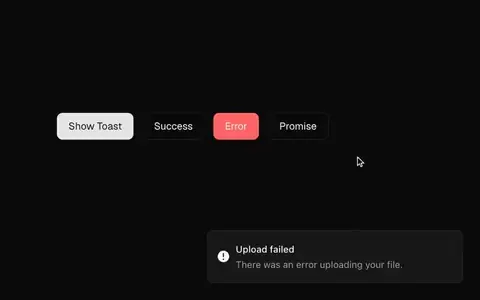 Show Toast Success Error Promise
Upload failed
There was an error uploading your file.